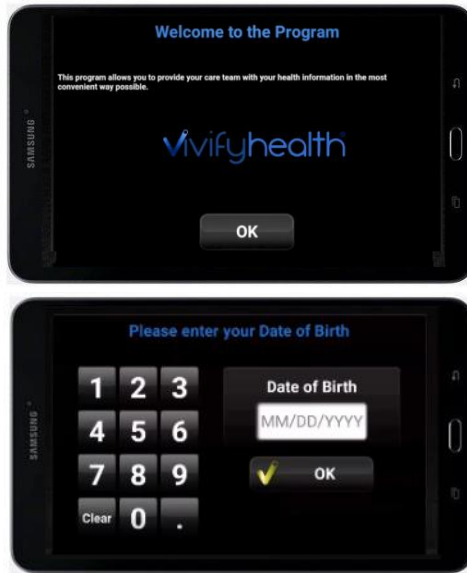 Welcome to the Program
This program allows you to provide your care team with your health information in the most
convenient way possible.
vivifyhealth
OK
SAMSUNG
Please enter your Date of Birth
1 2 3
4 5 6
7 8 9
Clear 0 .
Date of Birth
MM/DD/YYYY
OK
SAMSUNG